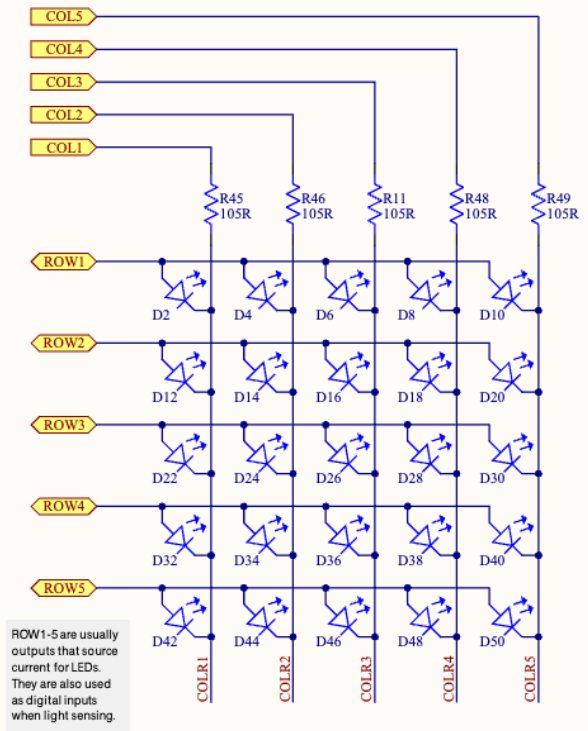 COL5
COL4
COL3
COL2
COL1
R45 R46 R11 R48 R49
105R 105R 105R 105R 105R
ROW1
D2 D4 D6 D8 D10
ROW2
D12 D14 D16 D18 D20
ROW3
D22 D24 D26 D28 D30
ROW4
D32 D34 D36 D38 D40
ROW5
D42 D44 D46 D48 D50
COLR1 COLR2 COLR3 COLR4 COLR5
ROW1-5 are usually
outputs that source
current for LEDs.
They are also used
as digital inputs
when light sensing.